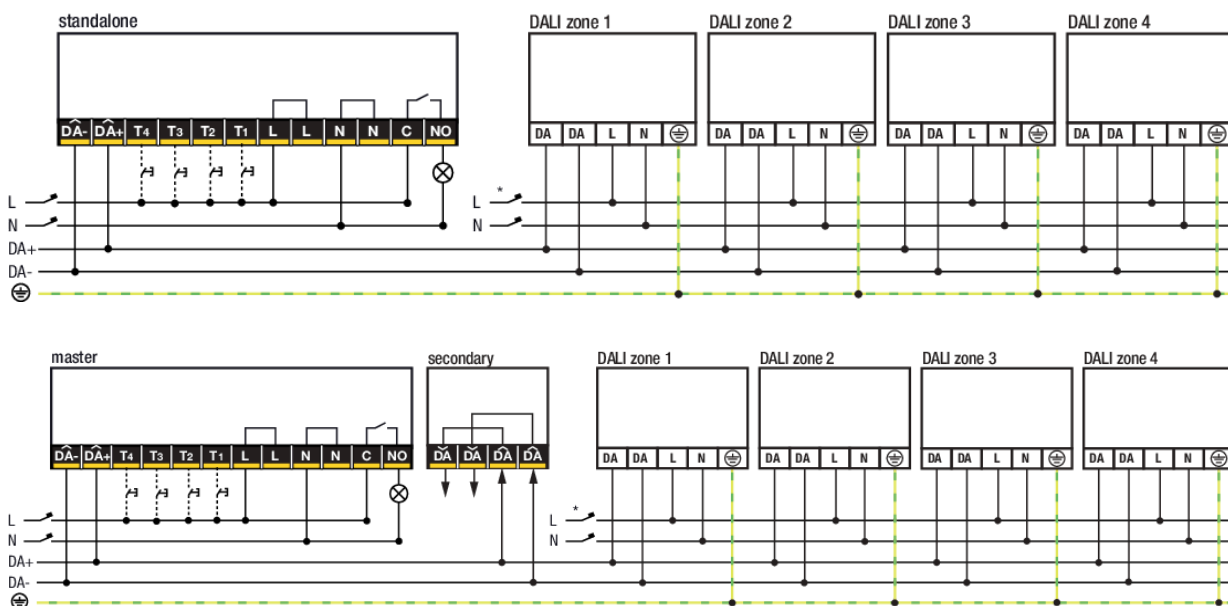 standalone DALI zone 1 DALI zone 2 DALI zone 3 DALI zone 4
DA- DA+ T4 T3 T2 T1 L L N N C NO DA DA L N DA DA L N DA DA L N DA DA L N
L L *
N N
DA+
DA-
master secondary DALI zone 1 DALI zone 2 DALI zone 3 DALI zone 4
DA- DA+ T4 T3 T2 T1 L L N N C NO DA DA DA DA DA DA L N DA DA L N DA DA L N DA DA L N
L L *
N N
DA+
DA-